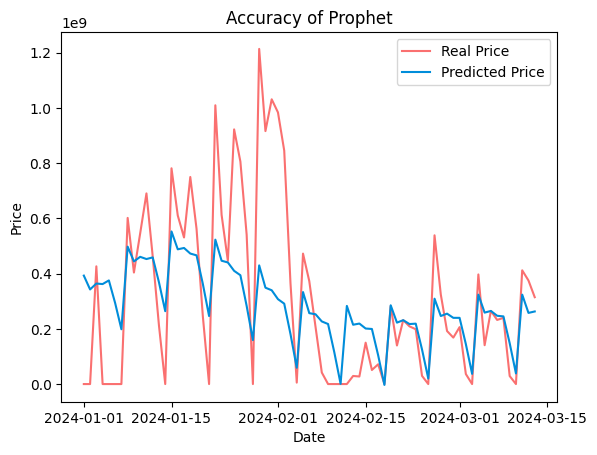 Accuracy of Prophet
1e9
Real Price
Predicted Price
1.2
1.0
0.8
0.6
0.4
0.2
0.0
Price
2024-01-01 2024-01-15 2024-02-01 2024-02-15 2024-03-01 2024-03-15
Date